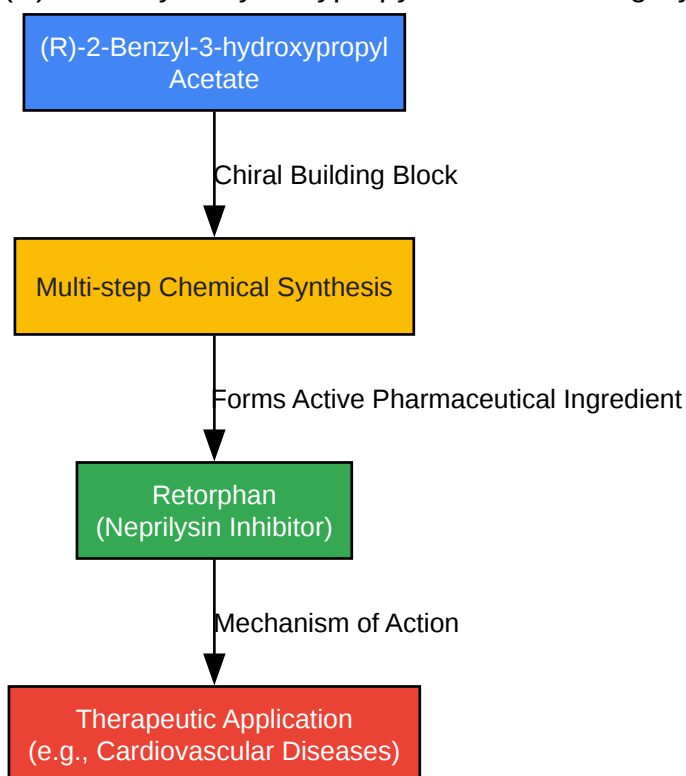 (R)-2-Benzyl-3-hydroxypropyl
Acetate
Chiral Building Block
Multi-step Chemical Synthesis
Forms Active Pharmaceutical Ingredient
Retorphan
(Neprilysin Inhibitor)
Mechanism of Action
Therapeutic Application
(e.g., Cardiovascular Diseases)